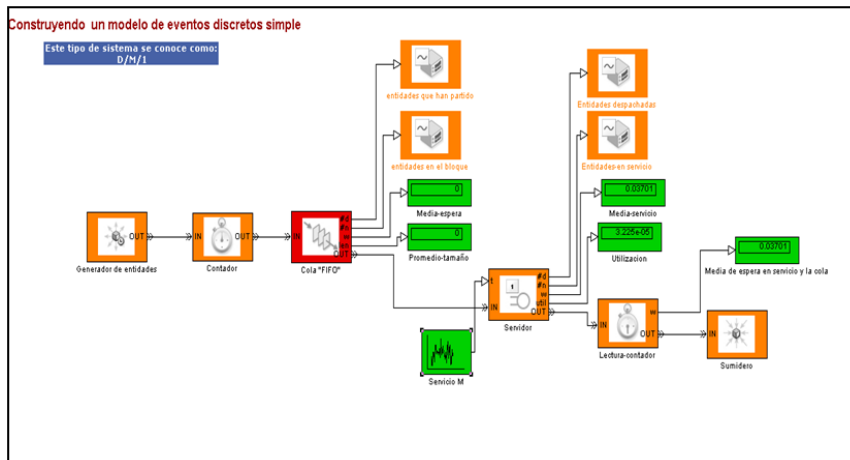 Construyendo un modelo de eventos discretos simple
Este tipo de sistema se conoce como:
D/M/1
entidades que han partido
Entidades despachadas
entidades en el bloque
Entidades-en servicio
0
Media-espera
0.03701
Media-servicio
OUT
Generador de entidades
IN
OUT
Contador
IN
#d
#n
w
len
OUT
Cola "FIFO"
0
Promedio-tamaño
3.225e-05
Utilizacion
0.03701
Media de espera en servicio y la cola
t
IN
1
#d
#n
w
util
OUT
Servidor
IN
w
OUT
Lectura-contador
IN
Sumidero
Servicio M